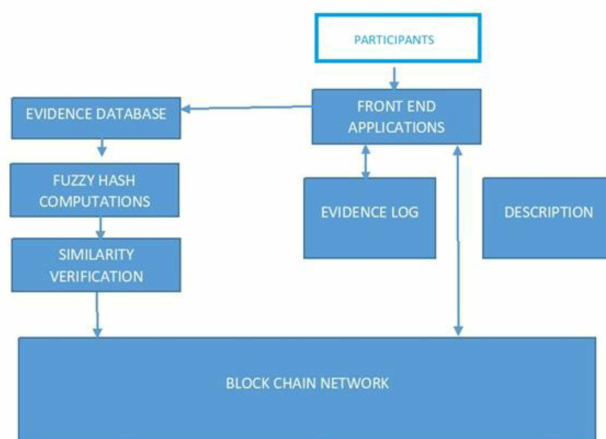 PARTICIPANTS
FRONT END
APPLICATIONS
EVIDENCE DATABASE
FUZZY HASH
COMPUTATIONS
EVIDENCE LOG
DESCRIPTION
SIMILARITY
VERIFICATION
BLOCK CHAIN NETWORK